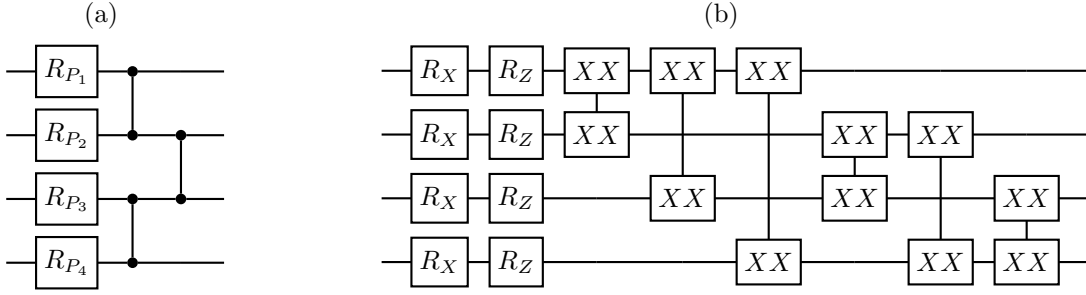 (a) (b)
R_{P_1} R_X R_Z XX XX XX
R_{P_2} R_X R_Z XX XX XX
R_{P_3} R_X R_Z XX XX XX
R_{P_4} R_X R_Z XX XX XX